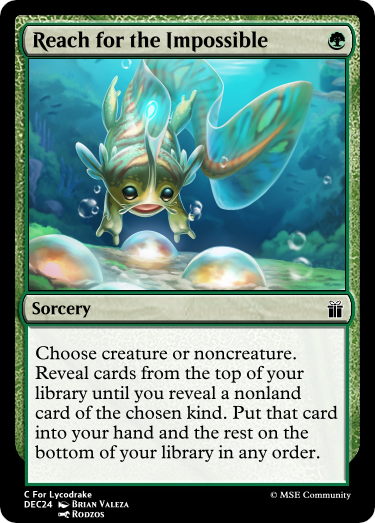 Reach for the Impossible
Sorcery
Choose creature or noncreature.
Reveal cards from the top of your
library until you reveal a nonland
card of the chosen kind. Put that card
into your hand and the rest on the
bottom of your library in any order.
C For Lycodrake
DEC24 Brian Valeza
Rodzos
© MSE Community